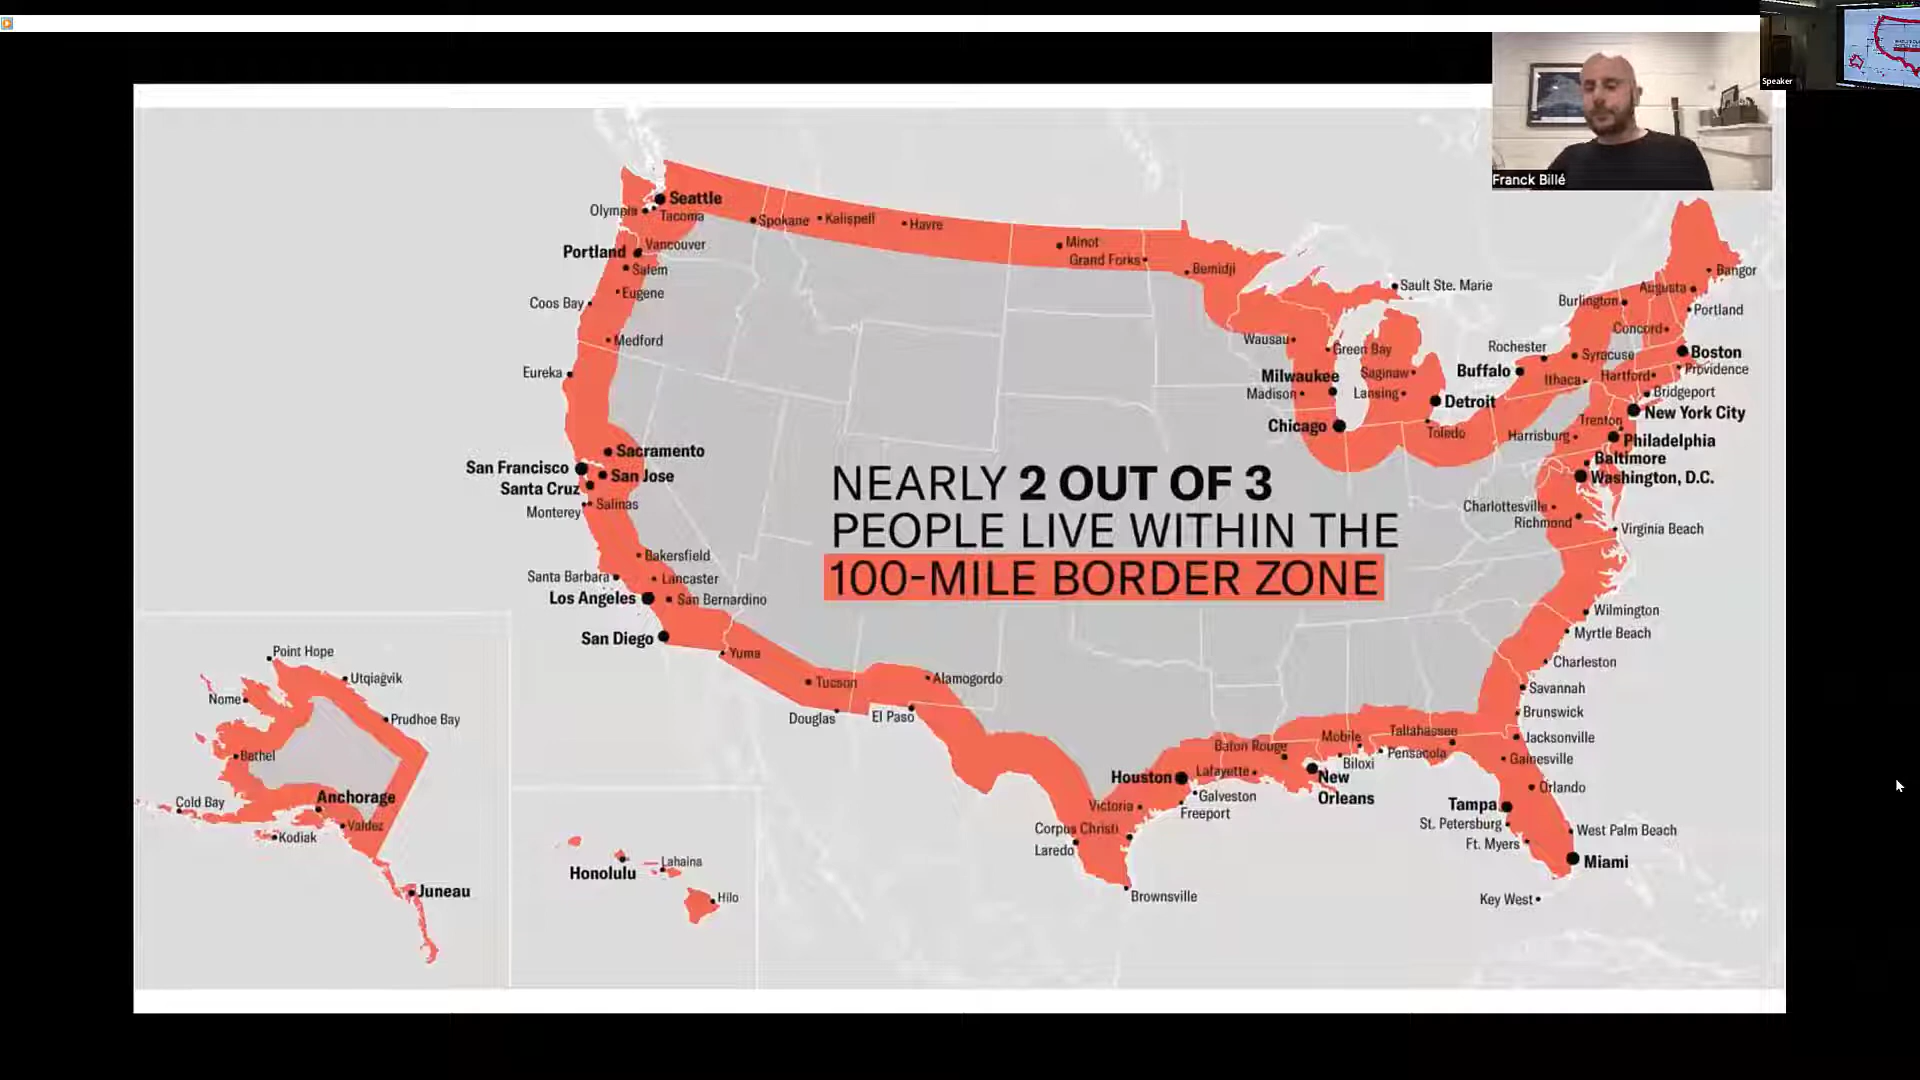 Speaker
Franck Billé
Seattle
Olympia
Tacoma
Spokane
Kalispell
Havre
Minot
Grand Forks
Bemidji
Portland
Vancouver
Salem
Eugene
Coos Bay
Medford
Eureka
Sault Ste. Marie
Bangor
Augusta
Burlington
Portland
Concord
Wausau
Green Bay
Rochester
Syracuse
Boston
Providence
Milwaukee
Saginaw
Buffalo
Ithaca
Hartford
Madison
Lansing
Detroit
Bridgeport
New York City
Chicago
Toledo
Trenton
Harrisburg
Philadelphia
Baltimore
Washington, D.C.
Sacramento
San Francisco
San Jose
Santa Cruz
Salinas
Monterey
NEARLY 2 OUT OF 3
PEOPLE LIVE WITHIN THE
100-MILE BORDER ZONE
Charlottesville
Richmond
Virginia Beach
Bakersfield
Santa Barbara
Lancaster
Los Angeles
San Bernardino
San Diego
Yuma
Wilmington
Myrtle Beach
Charleston
Savannah
Brunswick
Jacksonville
Gainesville
Orlando
Tucson
Alamogordo
Douglas
El Paso
Tallahassee
Mobile
Baton Rouge
Pensacola
Biloxi
Houston
Lafayette
New
Orleans
Galveston
Freeport
Victoria
Corpus Christi
Laredo
Brownsville
Tampa
St. Petersburg
Ft. Myers
West Palm Beach
Miami
Key West
Point Hope
Utqiagvik
Nome
Prudhoe Bay
Bethel
Anchorage
Cold Bay
Valdez
Kodiak
Juneau
Honolulu
Lahaina
Hilo